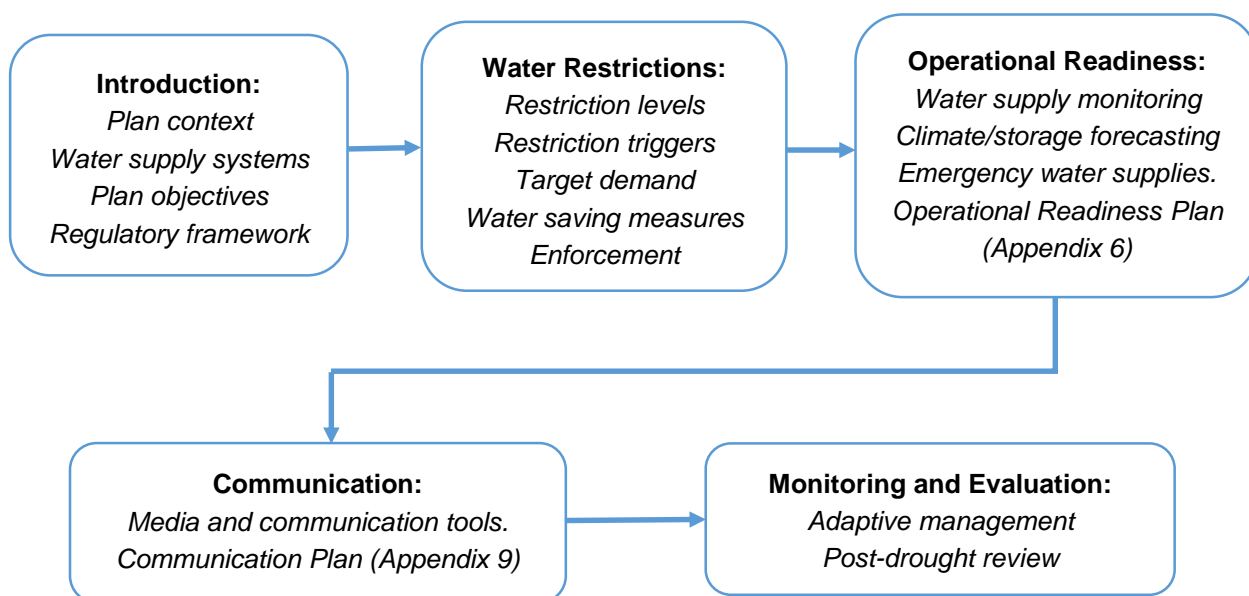 Introduction:
Plan context
Water supply systems
Plan objectives
Regulatory framework
Water Restrictions:
Restriction levels
Restriction triggers
Target demand
Water saving measures
Enforcement
Operational Readiness:
Water supply monitoring
Climate/storage forecasting
Emergency water supplies.
Operational Readiness Plan
(Appendix 6)
Communication:
Media and communication tools.
Communication Plan (Appendix 9)
Monitoring and Evaluation:
Adaptive management
Post-drought review